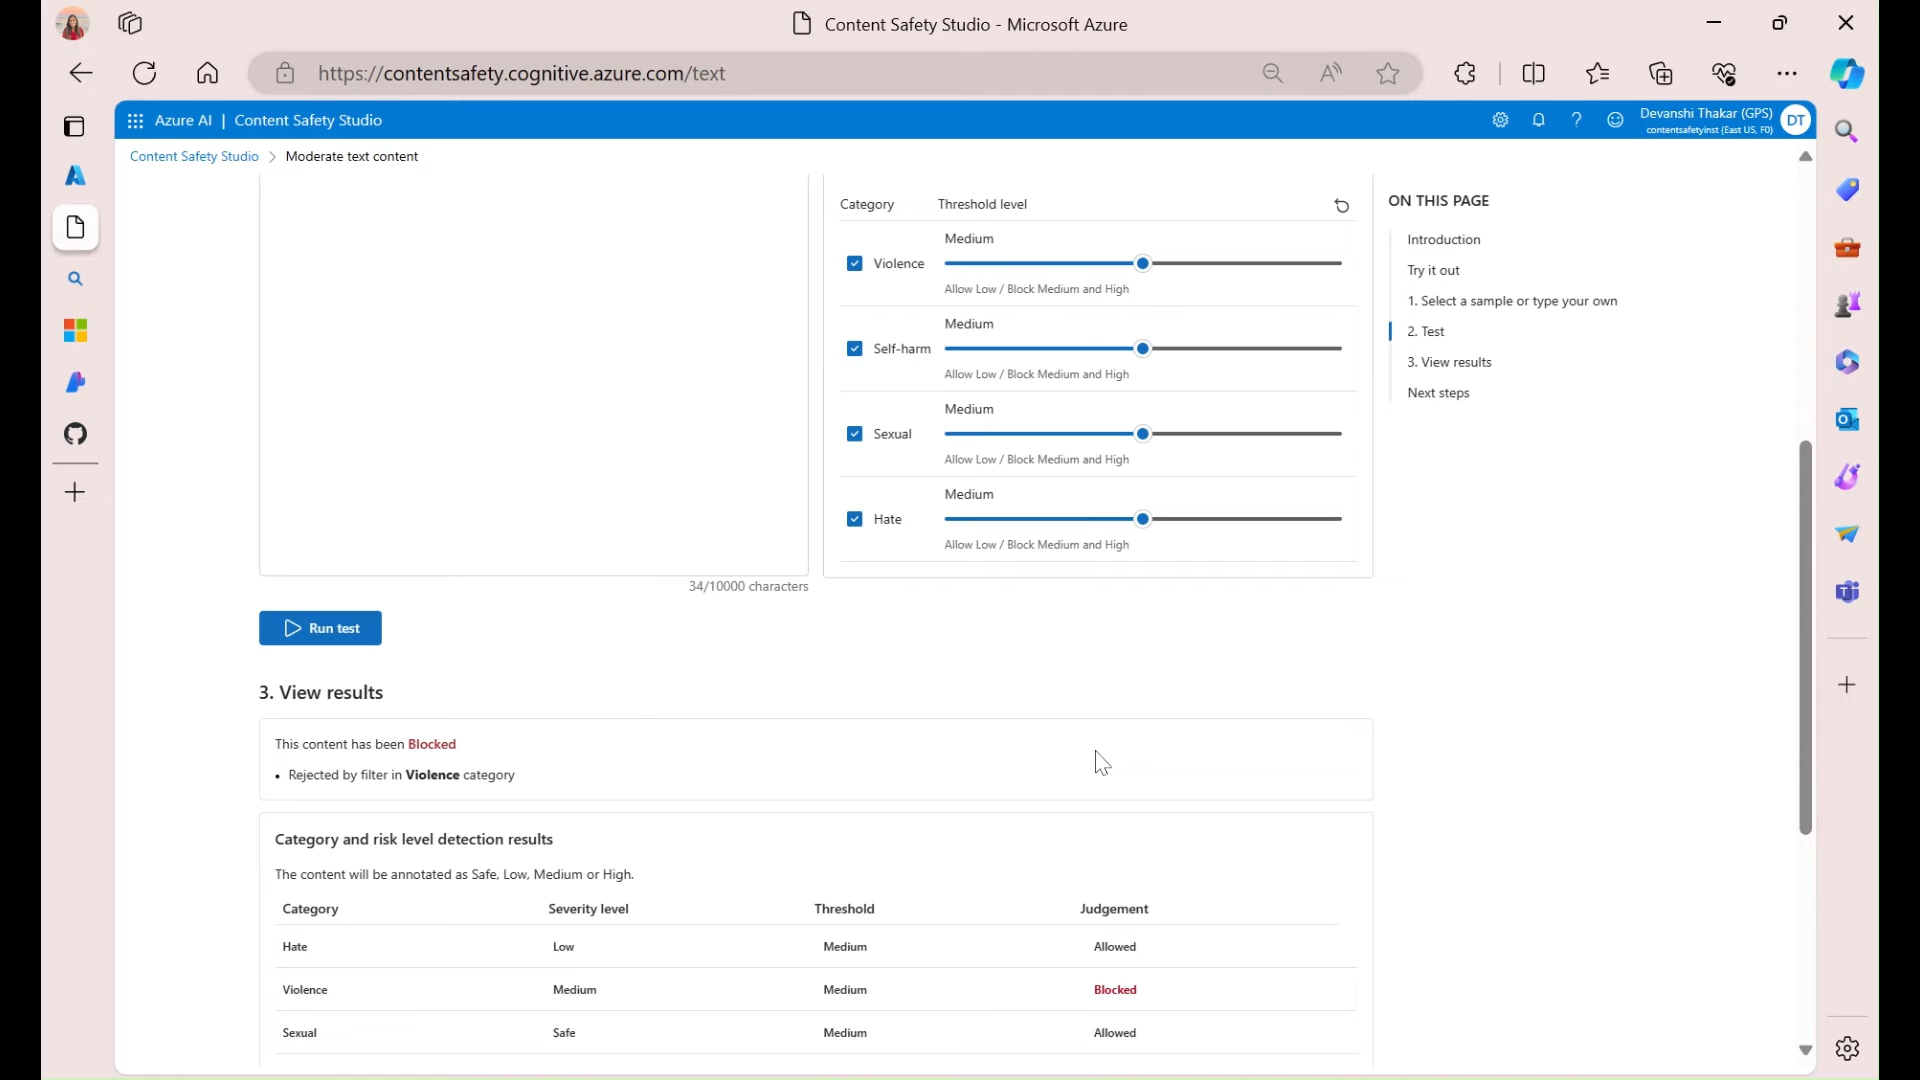 Content Safety Studio - Microsoft Azure
https://contentsafety.cognitive.azure.com/text
Azure AI | Content Safety Studio
Devanshi Thakar (GPS)
contentsafetyinst (East US, F0)
DT
Content Safety Studio > Moderate text content
Category Threshold level
Medium
Violence
Allow Low / Block Medium and High
Medium
Self-harm
Allow Low / Block Medium and High
Medium
Sexual
Allow Low / Block Medium and High
Medium
Hate
Allow Low / Block Medium and High
ON THIS PAGE
Introduction
Try it out
1. Select a sample or type your own
2. Test
3. View results
Next steps
34/10000 characters
Run test
3. View results
This content has been Blocked
• Rejected by filter in Violence category
Category and risk level detection results
The content will be annotated as Safe, Low, Medium or High.
Category Severity level Threshold Judgement
Hate Low Medium Allowed
Violence Medium Medium Blocked
Sexual Safe Medium Allowed